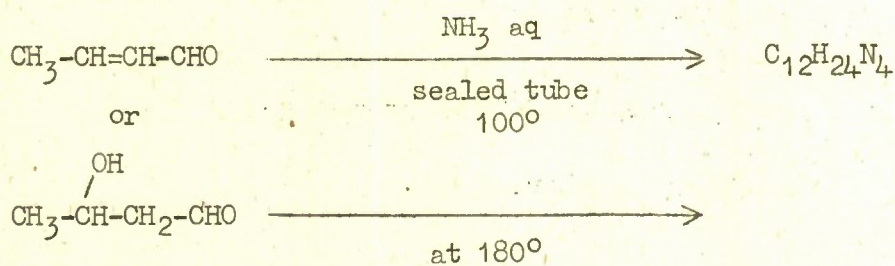 NH3 aq
CH3-CH=CH-CHO
C12H24N4
sealed tube
100°
or
OH
CH3-CH-CH2-CHO
at 180°